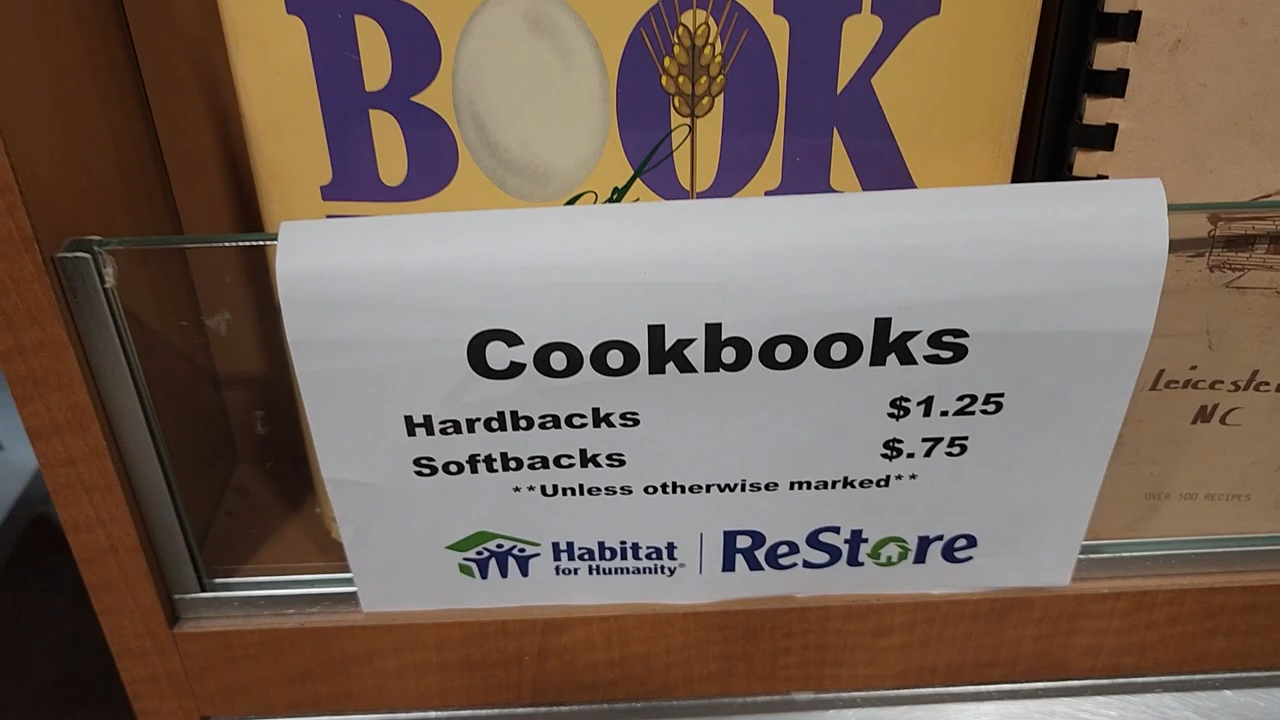 BOOK
of
Cookbooks
Hardbacks $1.25
Softbacks $.75
**Unless otherwise marked**
Habitat for Humanity® | ReStore
Leicester
NC
OVER 500 RECIPES